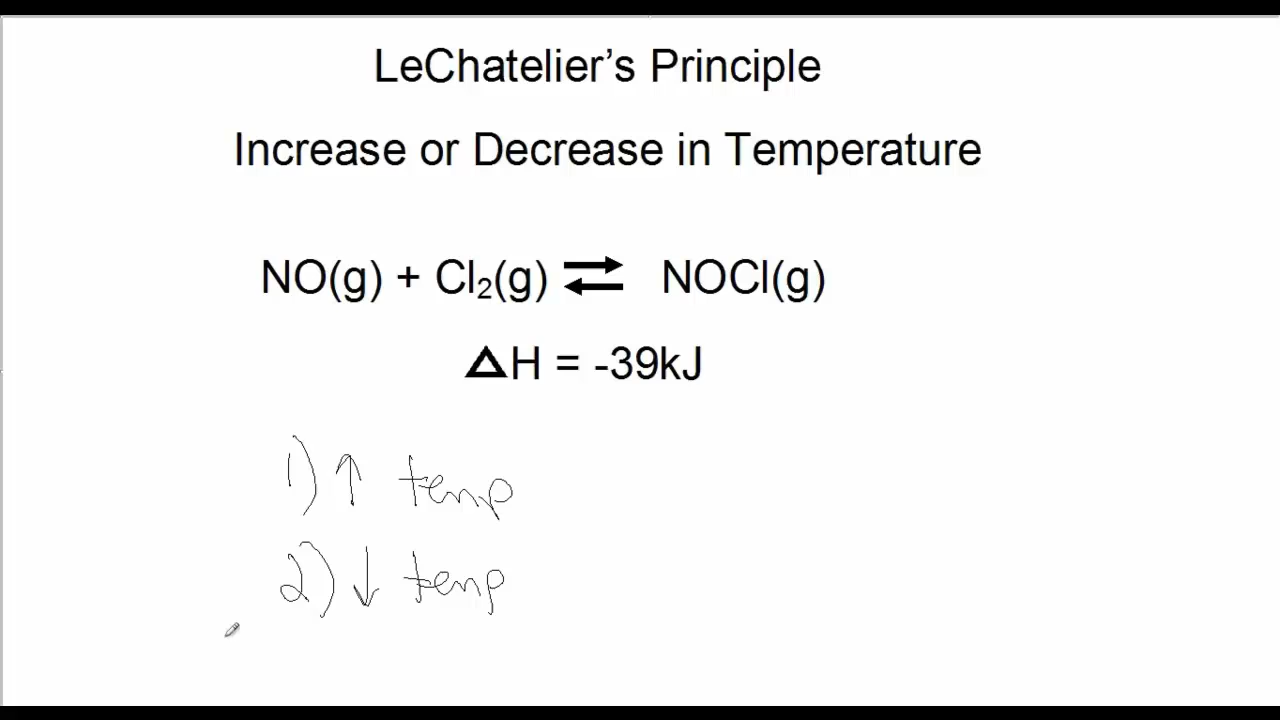 LeChatelier's Principle
Increase or Decrease in Temperature
NO(g) + Cl₂(g) ⇄ NOCl(g)
ΔH = -39kJ
1) ↑ temp
2) ↓ temp